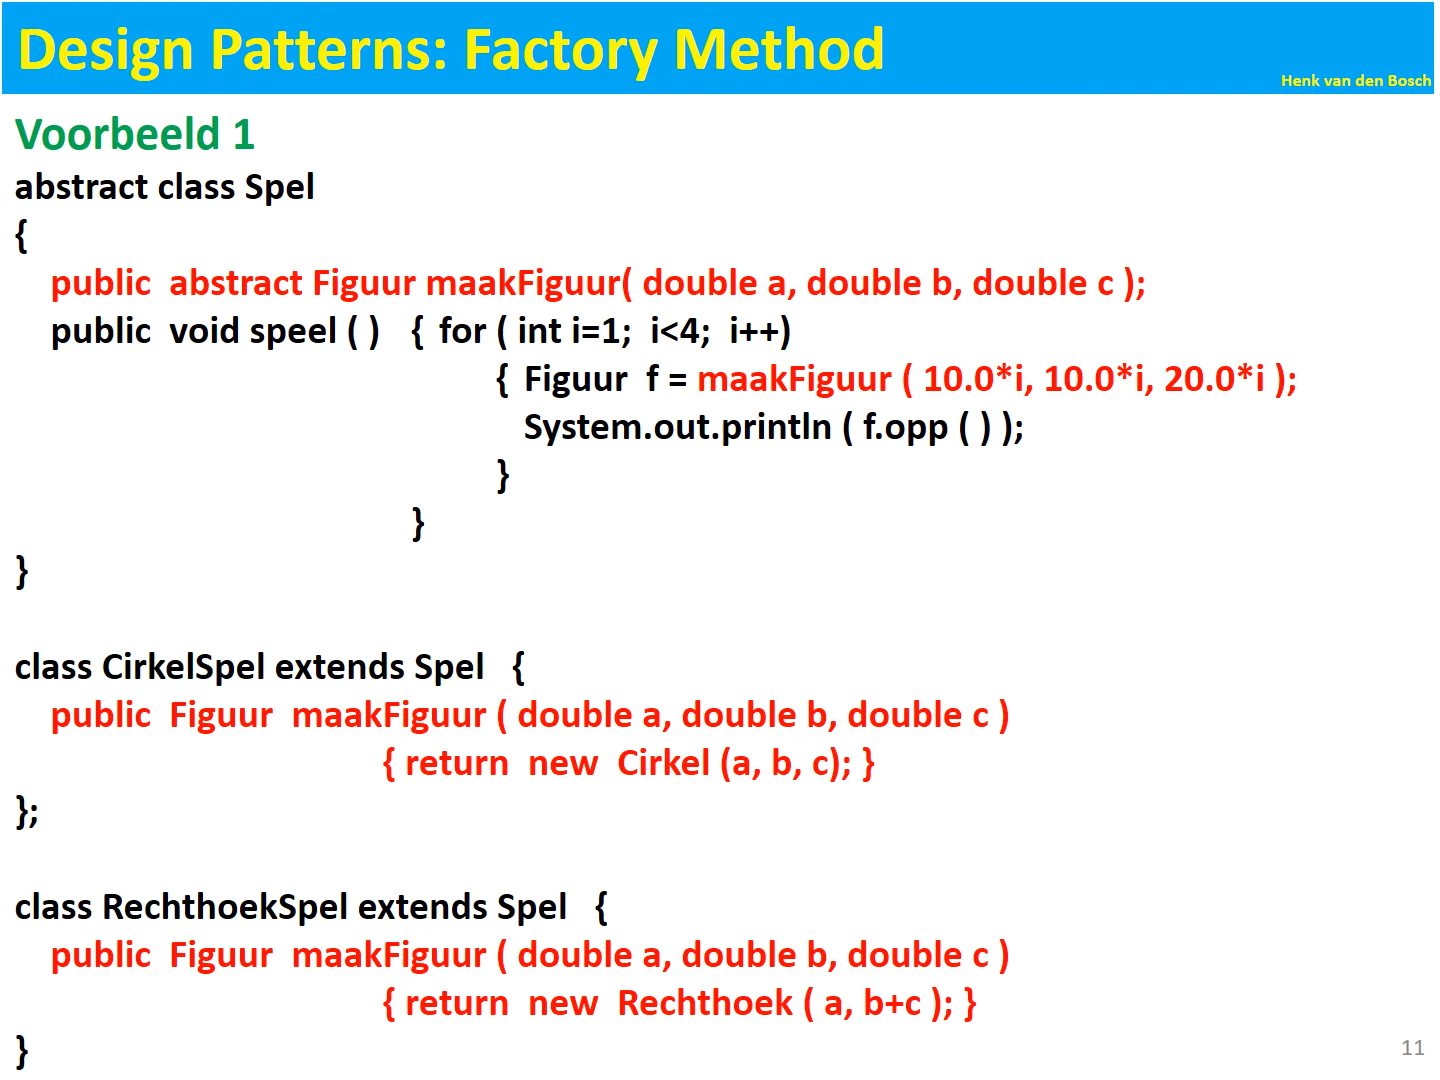 Design Patterns: Factory Method
Henk van den Bosch
Voorbeeld 1
abstract class Spel
{
public  abstract Figuur maakFiguur( double a, double b, double c );
public  void speel ( )   {  for ( int i=1;  i<4;  i++)
{  Figuur  f = maakFiguur ( 10.0*i, 10.0*i, 20.0*i );
System.out.println ( f.opp ( ) );
}
}
}
class CirkelSpel extends Spel   {
public  Figuur  maakFiguur ( double a, double b, double c )
{ return  new  Cirkel (a, b, c); }
};
class RechthoekSpel extends Spel   {
public  Figuur  maakFiguur ( double a, double b, double c )
{ return  new  Rechthoek ( a, b+c ); }
}
11